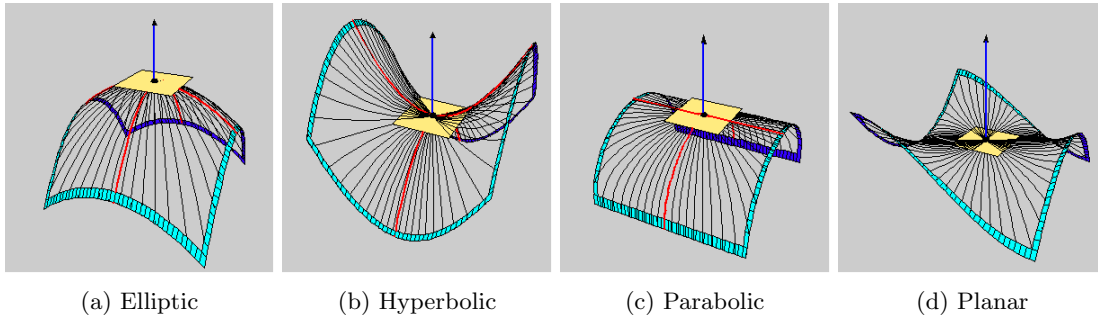 (a) Elliptic
(b) Hyperbolic
(c) Parabolic
(d) Planar